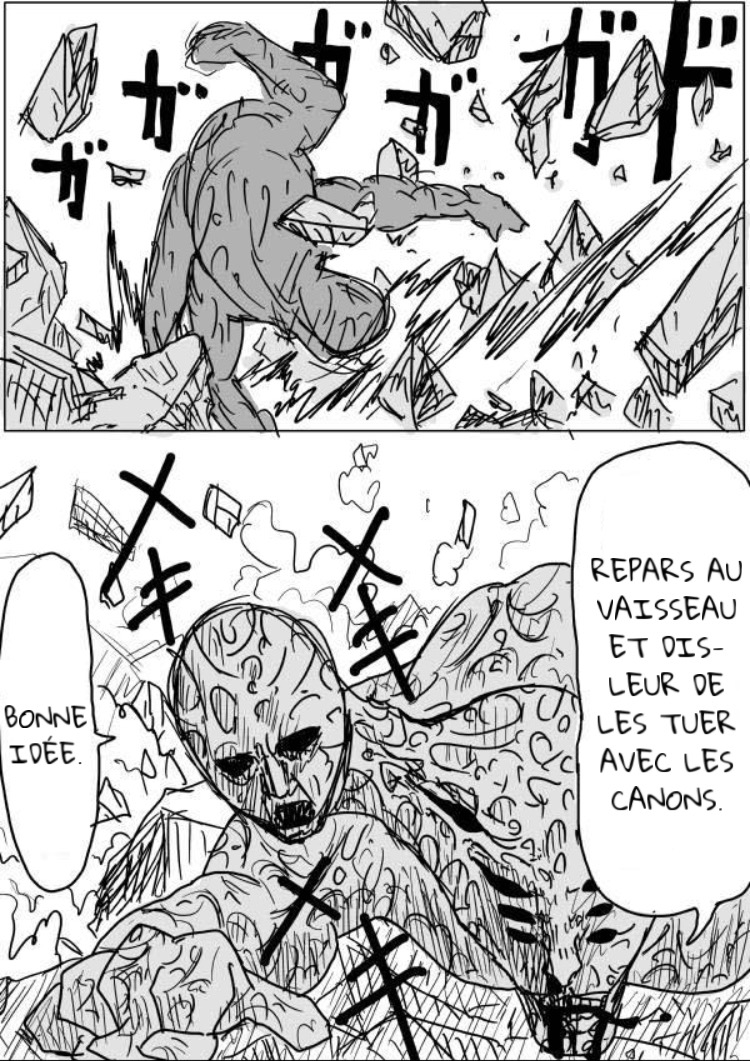 ドガガガガガ
REPARS AU
VAISSEAU
ET DIS-
LEUR DE
LES TUER
AVEC LES
CANONS.
BONNE
IDÉE.
メキ
メキ
メキ